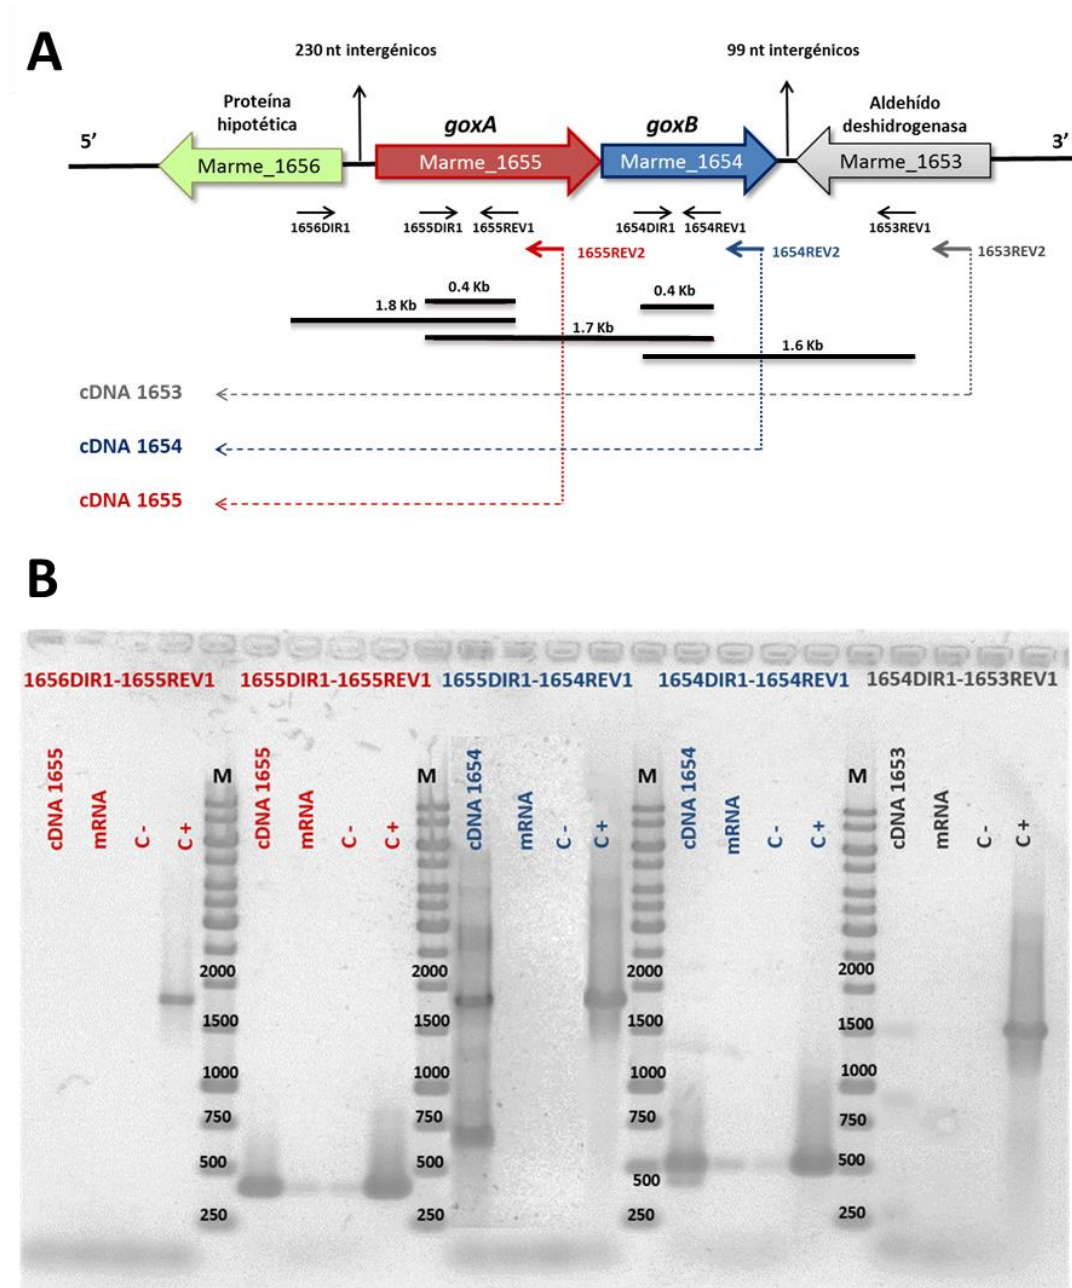 A
230 nt intergénicos
99 nt intergénicos
Proteína
hipotética
goxA
goxB
Aldehído
deshidrogenasa
5’
3’
Marme_1656
Marme_1655
Marme_1654
Marme_1653
1656DIR1
1655DIR1
1655REV1
1654DIR1
1654REV1
1653REV1
1655REV2
1654REV2
1653REV2
0.4 Kb
0.4 Kb
1.8 Kb
1.7 Kb
1.6 Kb
cDNA 1653
cDNA 1654
cDNA 1655
B
1656DIR1-1655REV1
1655DIR1-1655REV1
1655DIR1-1654REV1
1654DIR1-1654REV1
1654DIR1-1653REV1
cDNA 1655
mRNA
C -
C +
M
cDNA 1655
mRNA
C -
C +
M
cDNA 1654
mRNA
C -
C +
M
cDNA 1654
mRNA
C -
C +
M
cDNA 1653
mRNA
C -
C +
2000
1500
1000
750
500
250
2000
1500
1000
750
500
250
2000
1500
1000
750
500
250
2000
1500
1000
750
500
250